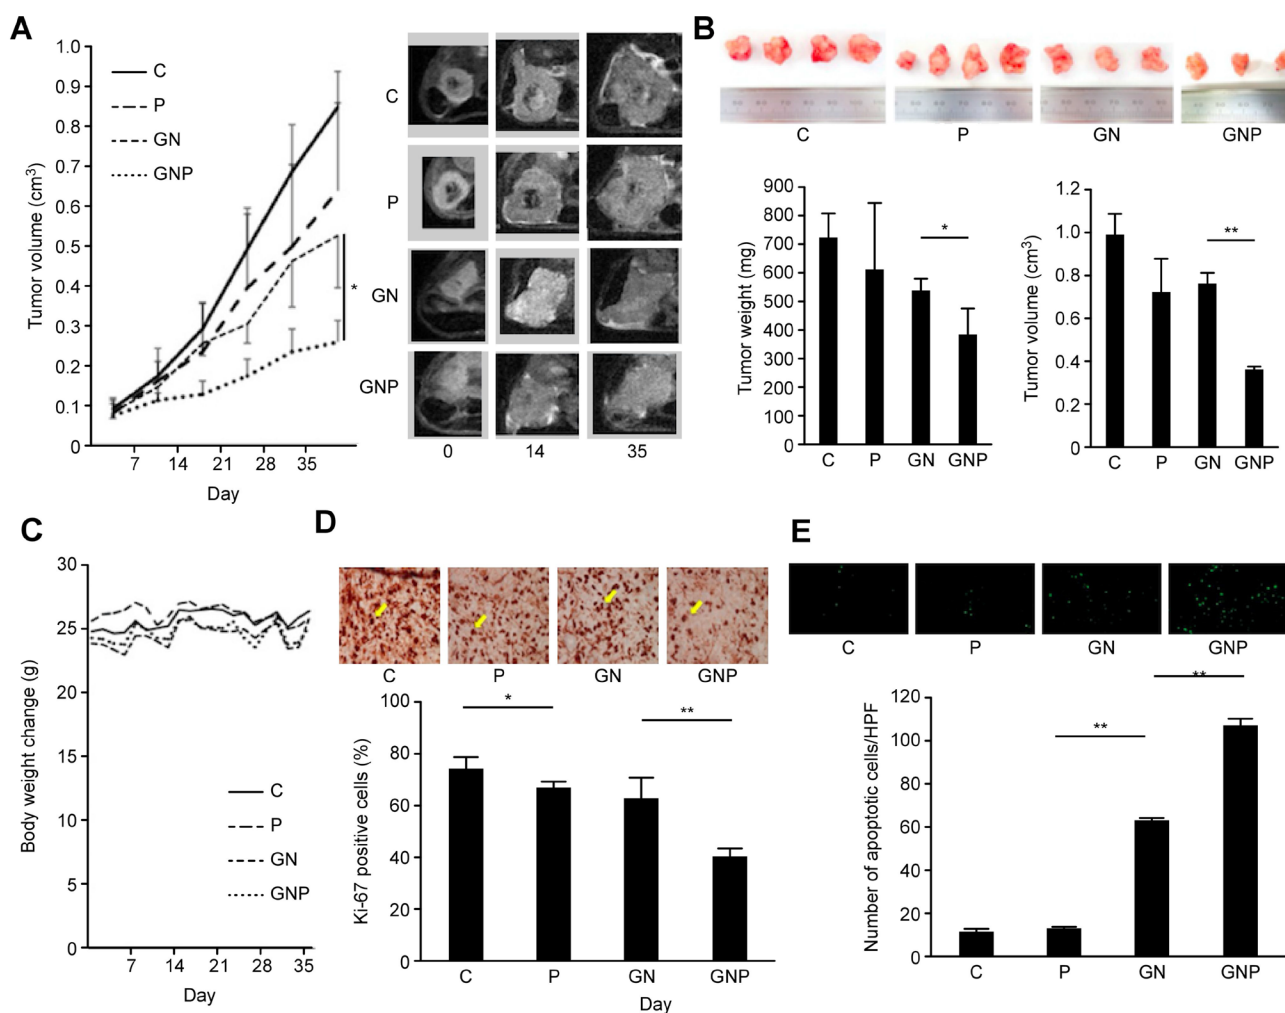 A
1.0
0.9
0.8
0.7
0.6
0.5
0.4
0.3
0.2
0.1
0
Tumor volume (cm3)
C
P
GN
GNP
*
7 14 21 28 35
Day
C
P
GN
GNP
0 14 35
B
C P GN GNP
900
800
700
600
500
400
300
200
100
0
Tumor weight (mg)
*
C P GN GNP
1.2
1.0
0.8
0.6
0.4
0.2
0
Tumor volume (cm3)
**
C P GN GNP
C
30
25
20
15
10
5
0
Body weight change (g)
C
P
GN
GNP
7 14 21 28 35
Day
D
C P GN GNP
100
80
60
40
20
0
Ki-67 positive cells (%)
*
**
C P GN GNP
Day
E
C P GN GNP
120
100
80
60
40
20
0
Number of apoptotic cells/HPF
**
**
C P GN GNP